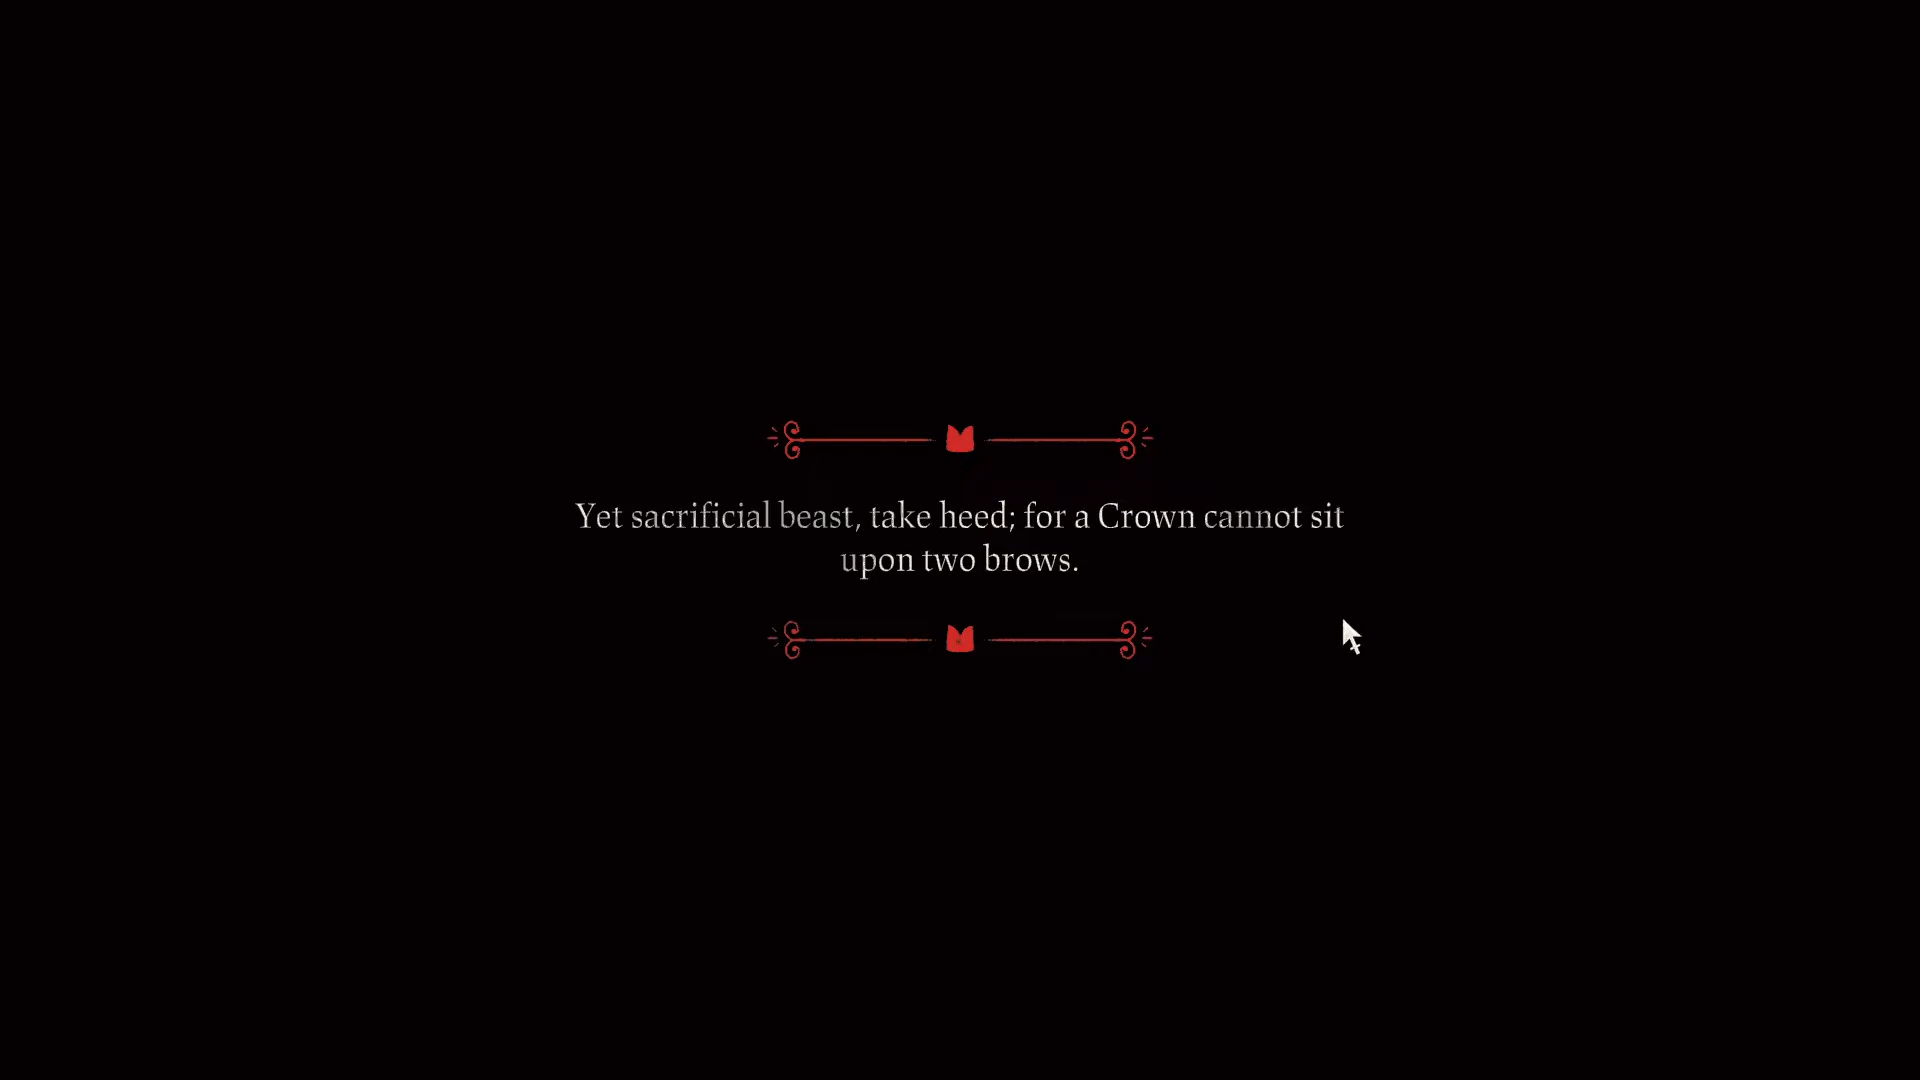 Yet sacrificial beast, take heed; for a Crown cannot sit
upon two brows.